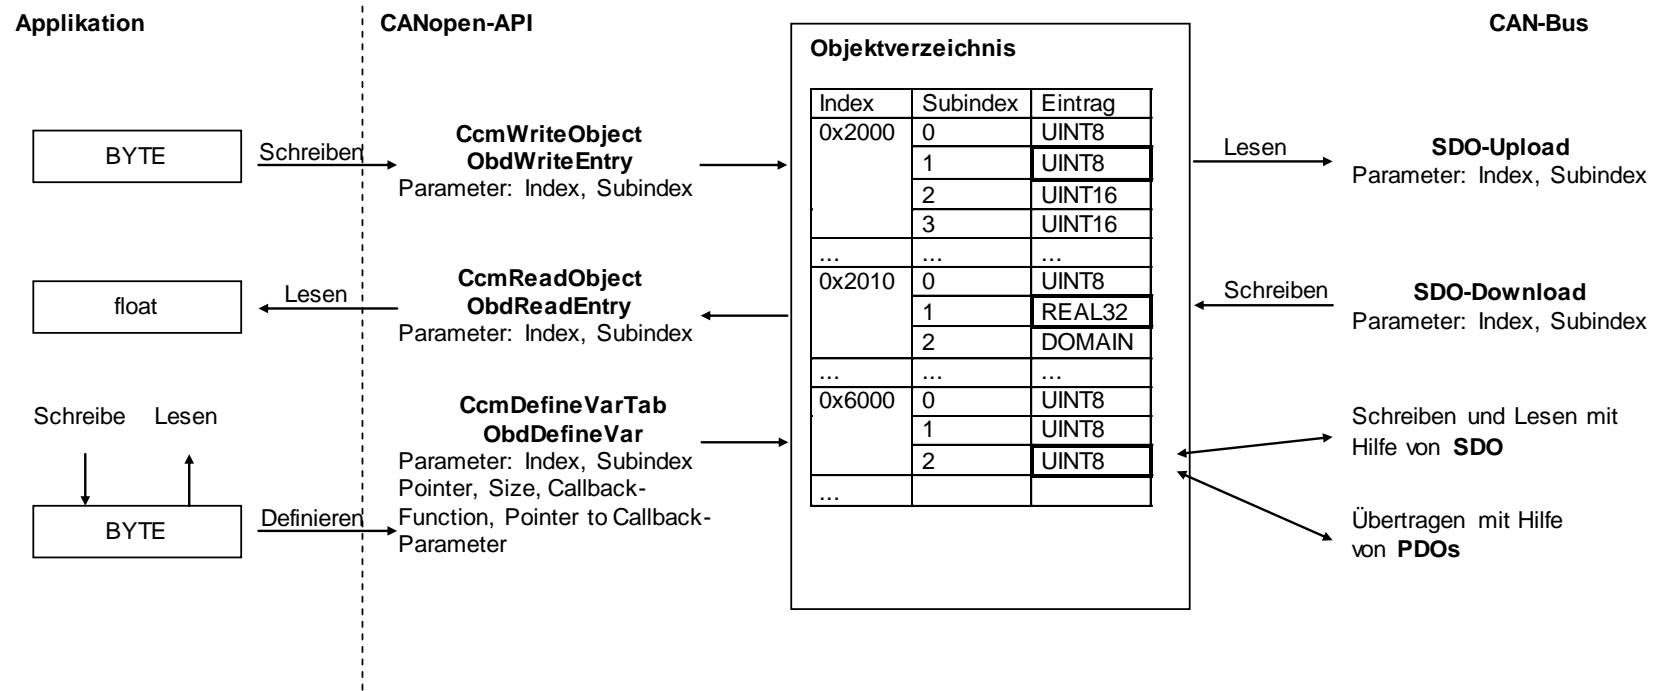 Applikation
CANopen-API
CAN-Bus
Objektverzeichnis
BYTE
Schreiben
CcmWriteObject
ObdWriteEntry
Parameter: Index, Subindex
float
Lesen
CcmReadObject
ObdReadEntry
Parameter: Index, Subindex
Schreibe Lesen
BYTE
Definieren
CcmDefineVarTab
ObdDefineVar
Parameter: Index, Subindex
Pointer, Size, Callback-
Function, Pointer to Callback-
Parameter
Index Subindex Eintrag
0x2000 0 UINT8
1 UINT8
2 UINT16
3 UINT16
... ... ...
0x2010 0 UINT8
1 REAL32
2 DOMAIN
... ... ...
0x6000 0 UINT8
1 UINT8
2 UINT8
...
Lesen
SDO-Upload
Parameter: Index, Subindex
Schreiben
SDO-Download
Parameter: Index, Subindex
Schreiben und Lesen mit
Hilfe von SDO
Übertragen mit Hilfe
von PDOs